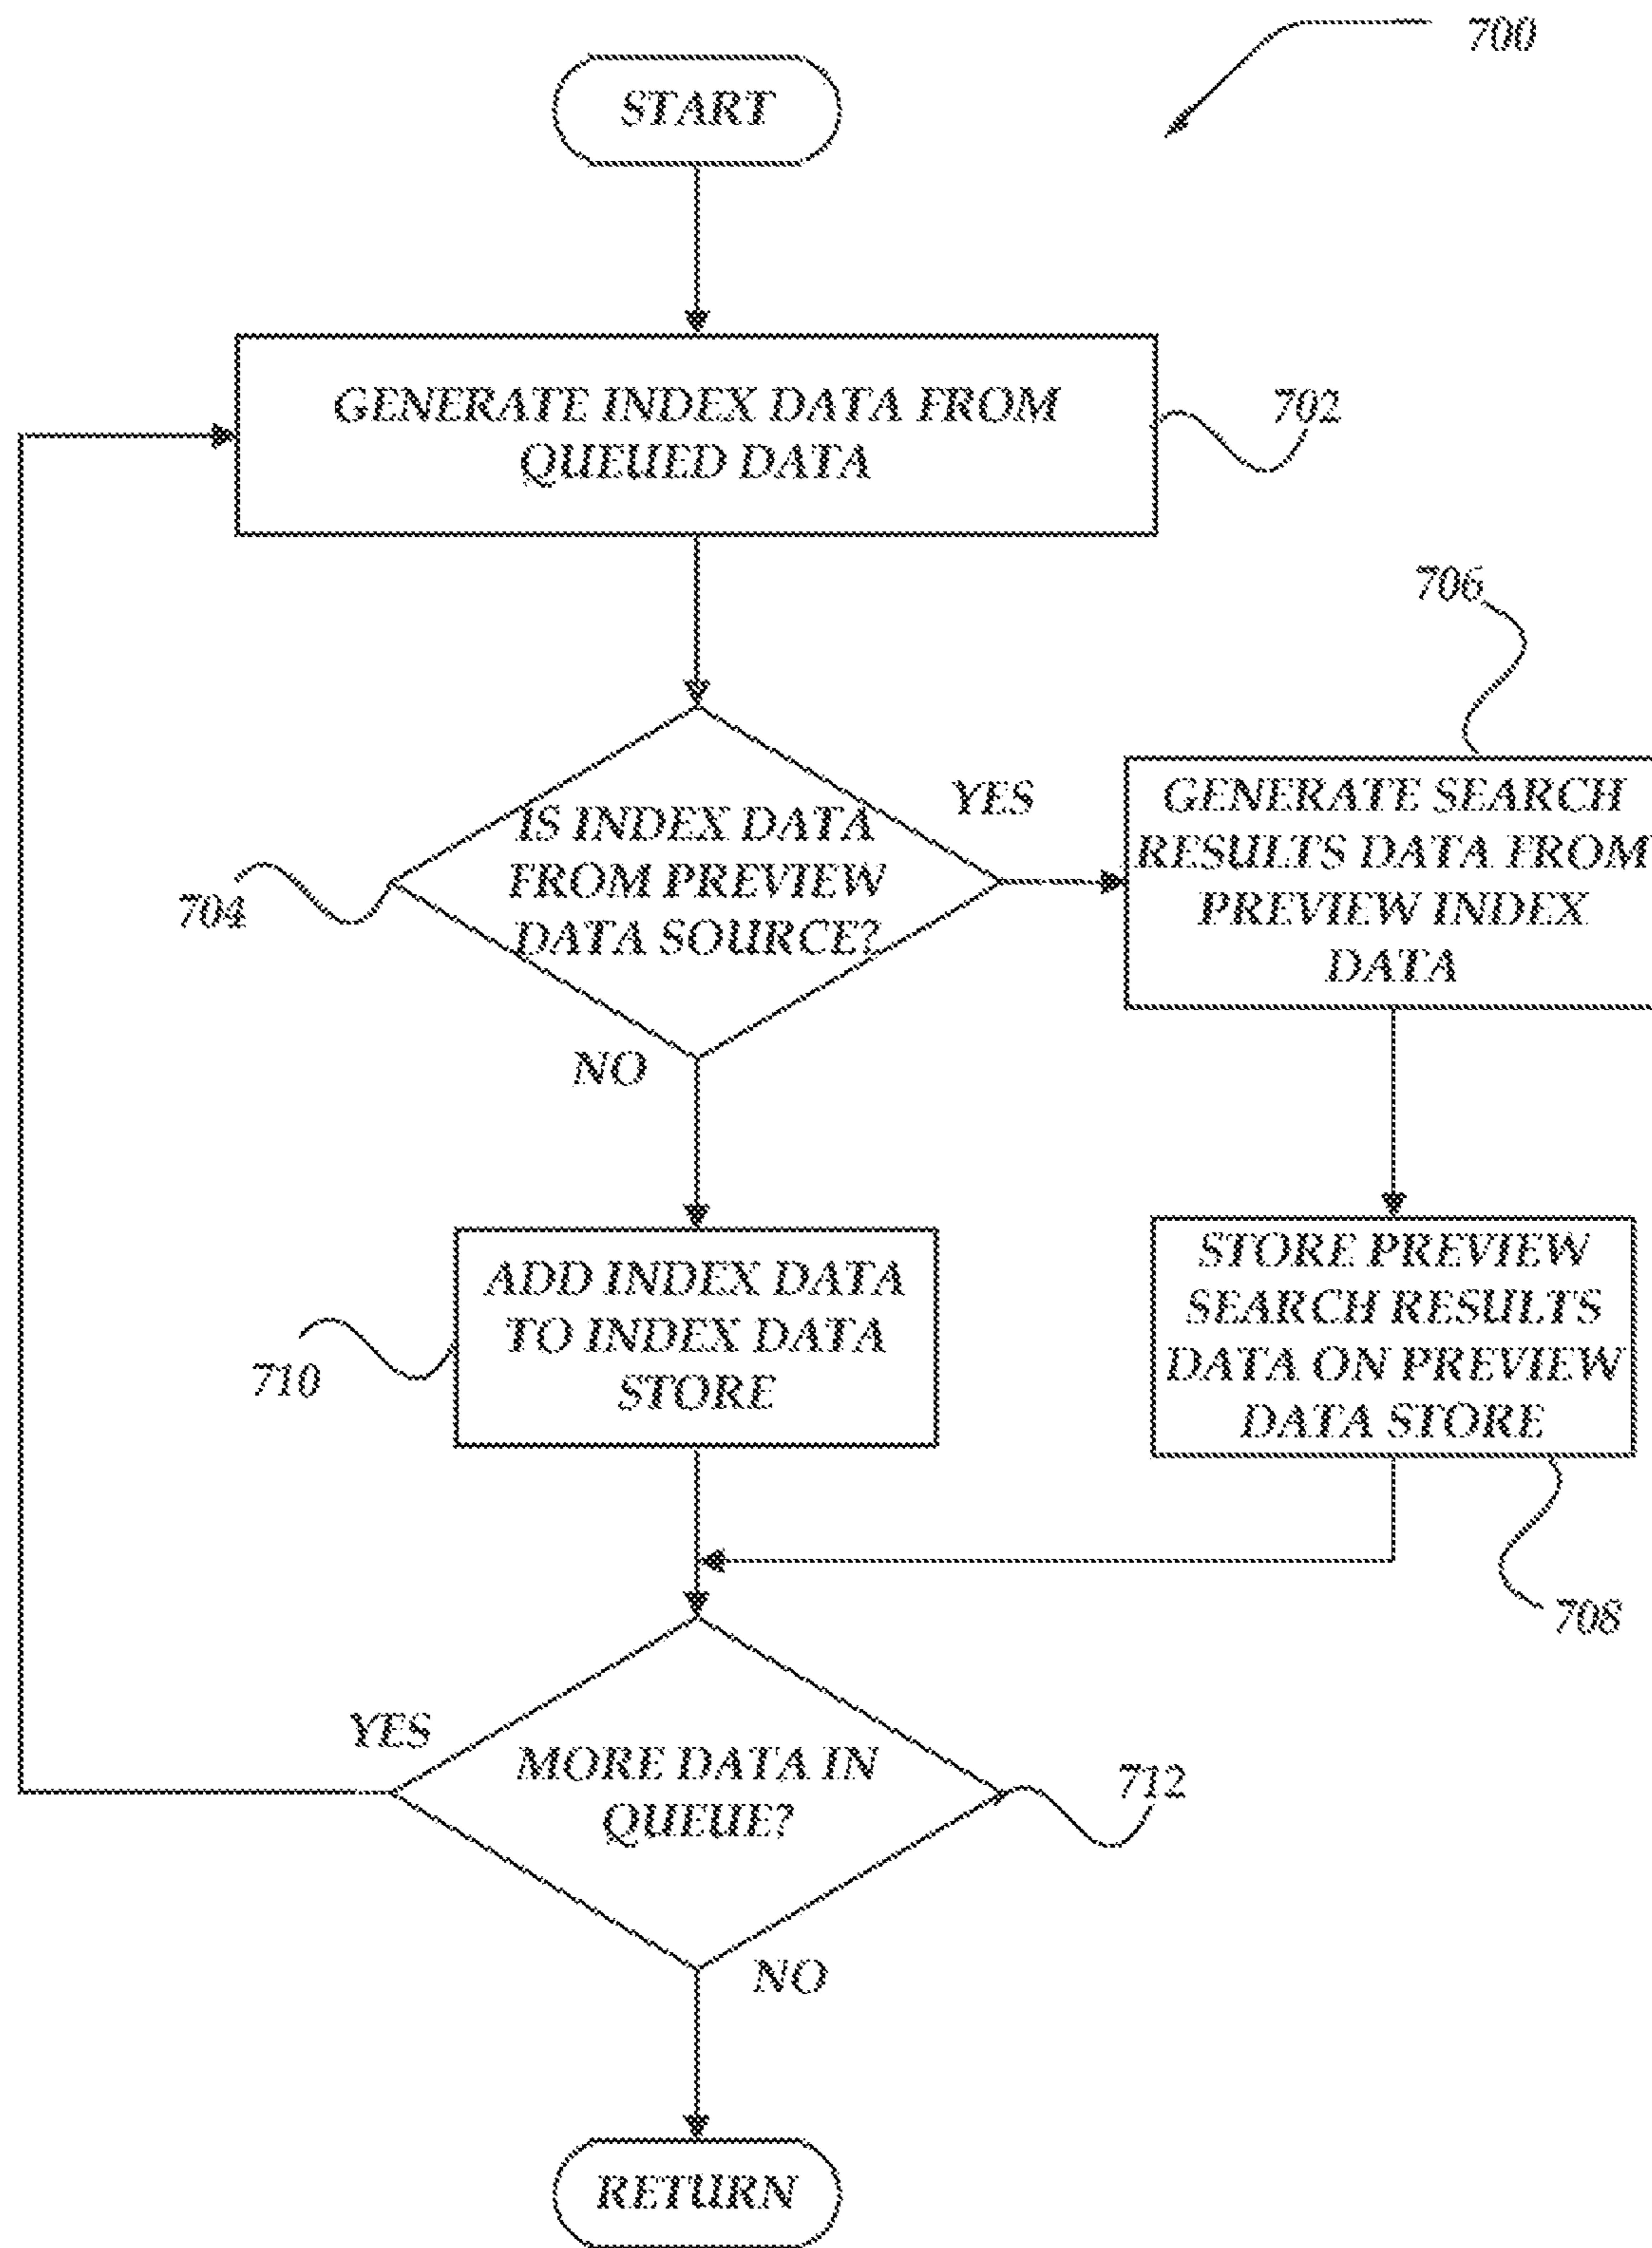 700
START
GENERATE INDEX DATA FROM
QUEUED DATA
702
706
IS INDEX DATA
FROM PREVIEW
DATA SOURCE?
YES
704
NO
GENERATE SEARCH
RESULTS DATA FROM
PREVIEW INDEX
DATA
ADD INDEX DATA
TO INDEX DATA
STORE
710
STORE PREVIEW
SEARCH RESULTS
DATA ON PREVIEW
DATA STORE
708
YES
MORE DATA IN
QUEUE?
712
NO
RETURN